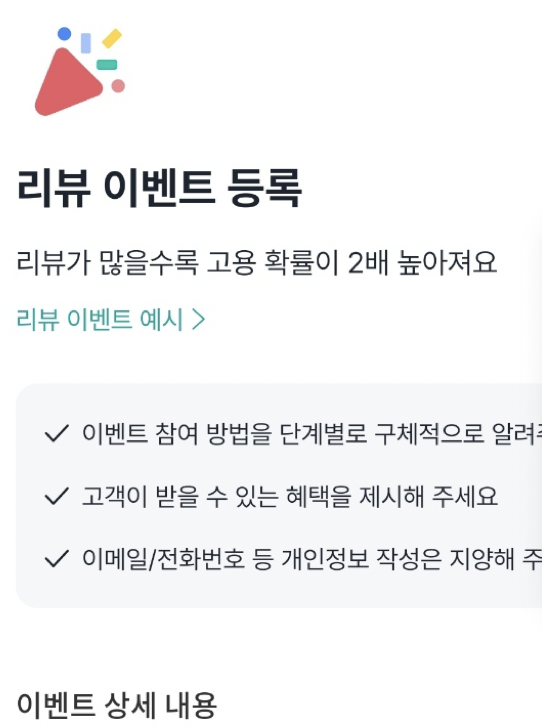 리뷰 이벤트 등록
리뷰가 많을수록 고용 확률이 2배 높아져요
리뷰 이벤트 예시 >
이벤트 참여 방법을 단계별로 구체적으로 알려
고객이 받을 수 있는 혜택을 제시해 주세요
이메일/전화번호 등 개인정보 작성은 지양해 주
이벤트 상세 내용